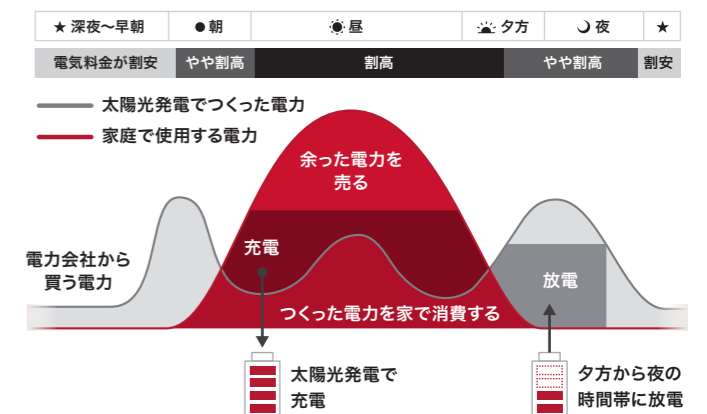 ★ 深夜〜早朝 ●朝 昼 夕方 夜 ★
電気料金が割安 やや割高 割高 やや割高 割安
太陽光発電でつくった電力
家庭で使用する電力
余った電力を
売る
充電
電力会社から
買う電力
放電
つくった電力を家で消費する
太陽光発電で
充電
夕方から夜の
時間帯に放電